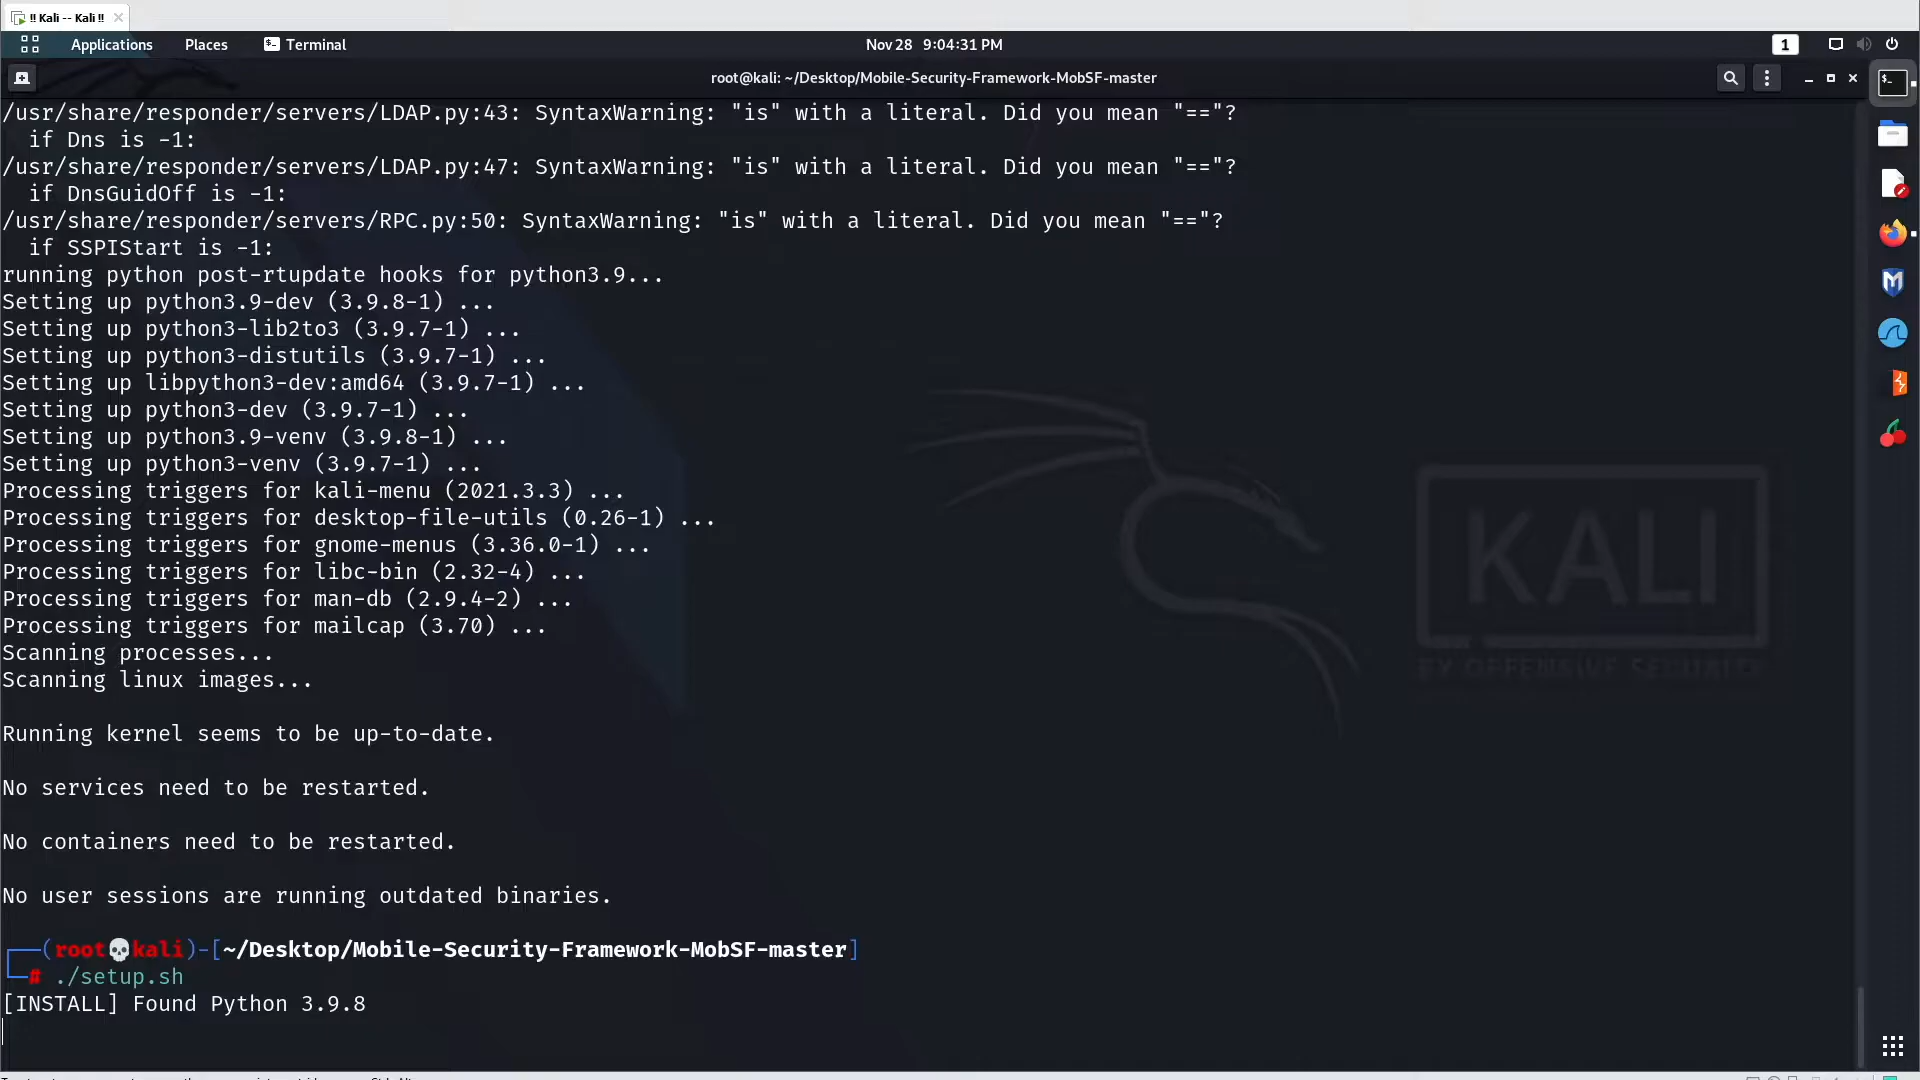 !! Kali -- Kali !!
Applications Places Terminal Nov 28 9:04:31 PM 1
root@kali: ~/Desktop/Mobile-Security-Framework-MobSF-master
/usr/share/responder/servers/LDAP.py:43: SyntaxWarning: "is" with a literal. Did you mean "=="?
  if Dns is -1:
/usr/share/responder/servers/LDAP.py:47: SyntaxWarning: "is" with a literal. Did you mean "=="?
  if DnsGuidOff is -1:
/usr/share/responder/servers/RPC.py:50: SyntaxWarning: "is" with a literal. Did you mean "=="?
  if SSPIStart is -1:
running python post-rtupdate hooks for python3.9...
Setting up python3.9-dev (3.9.8-1) ...
Setting up python3-lib2to3 (3.9.7-1) ...
Setting up python3-distutils (3.9.7-1) ...
Setting up libpython3-dev:amd64 (3.9.7-1) ...
Setting up python3-dev (3.9.7-1) ...
Setting up python3.9-venv (3.9.8-1) ...
Setting up python3-venv (3.9.7-1) ...
Processing triggers for kali-menu (2021.3.3) ...
Processing triggers for desktop-file-utils (0.26-1) ...
Processing triggers for gnome-menus (3.36.0-1) ...
Processing triggers for libc-bin (2.32-4) ...
Processing triggers for man-db (2.9.4-2) ...
Processing triggers for mailcap (3.70) ...
Scanning processes...
Scanning linux images...
Running kernel seems to be up-to-date.
No services need to be restarted.
No containers need to be restarted.
No user sessions are running outdated binaries.
┌──(root💀kali)-[~/Desktop/Mobile-Security-Framework-MobSF-master]
└─# ./setup.sh
[INSTALL] Found Python 3.9.8
KALI
BY OFFENSIVE SECURITY